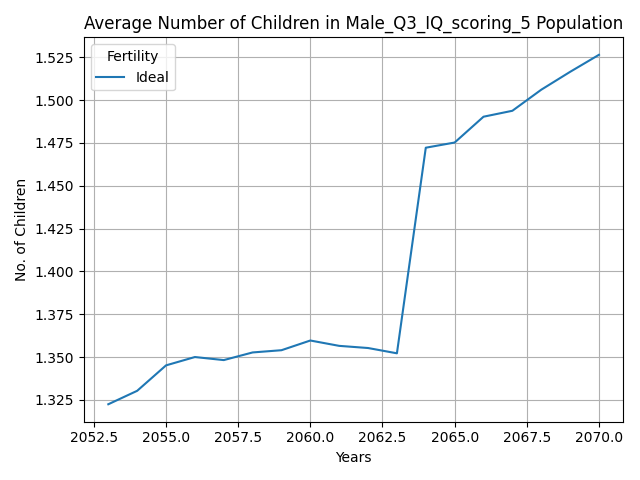 Average Number of Children in Male_Q3_IQ_scoring_5 Population
Fertility
Ideal
1.525
1.500
1.475
1.450
1.425
1.400
1.375
1.350
1.325
No. of Children
2052.5 2055.0 2057.5 2060.0 2062.5 2065.0 2067.5 2070.0
Years